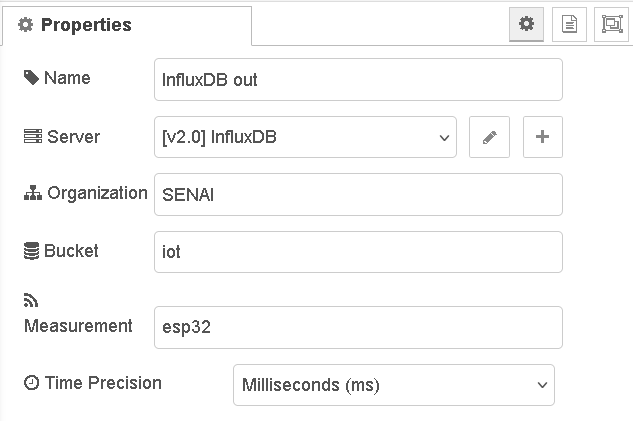 Properties
Name
InfluxDB out
Server
[v2.0] InfluxDB
Organization
SENAI
Bucket
iot
Measurement
esp32
Time Precision
Milliseconds (ms)